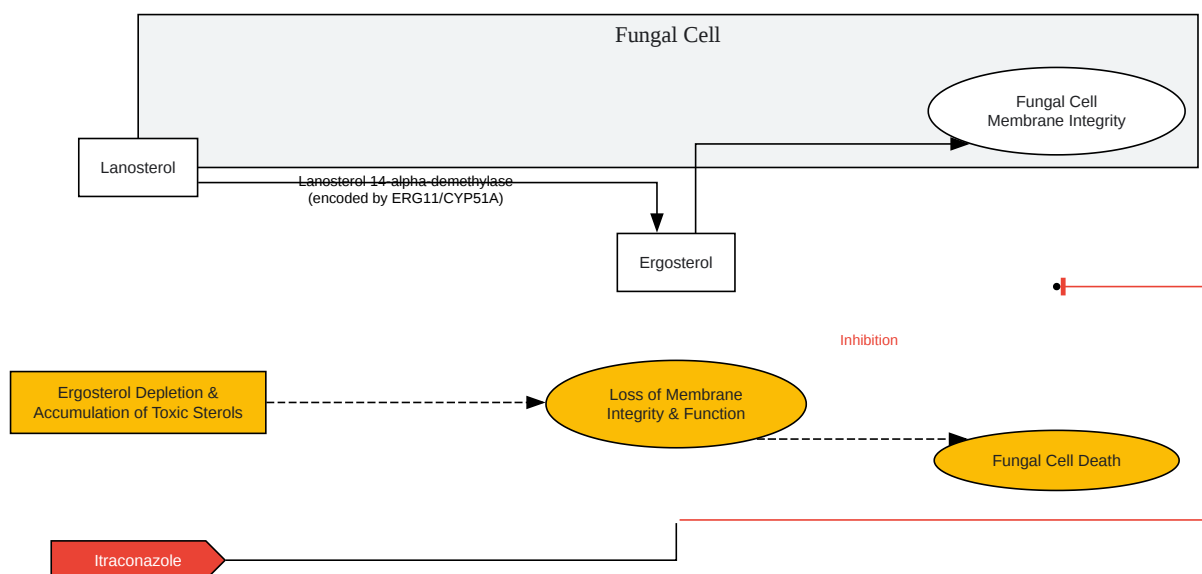 Fungal Cell
Fungal Cell
Membrane Integrity
Lanosterol
Lanosterol 14-alpha-demethylase
(encoded by ERG11/CYP51A)
Ergosterol
Inhibition
Ergosterol Depletion &
Accumulation of Toxic Sterols
Loss of Membrane
Integrity & Function
Fungal Cell Death
Itraconazole